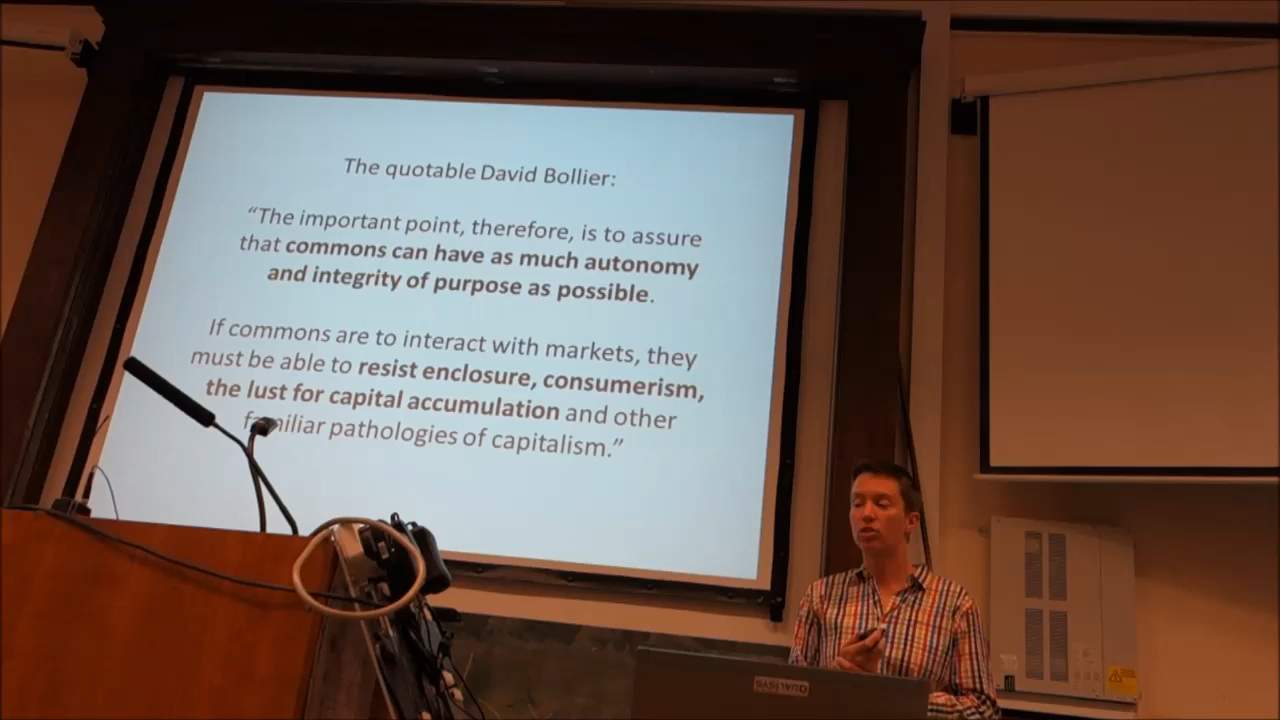 The quotable David Bollier:
“The important point, therefore, is to assure
that commons can have as much autonomy
and integrity of purpose as possible.
If commons are to interact with markets, they
must be able to resist enclosure, consumerism,
the lust for capital accumulation and other
familiar pathologies of capitalism.”